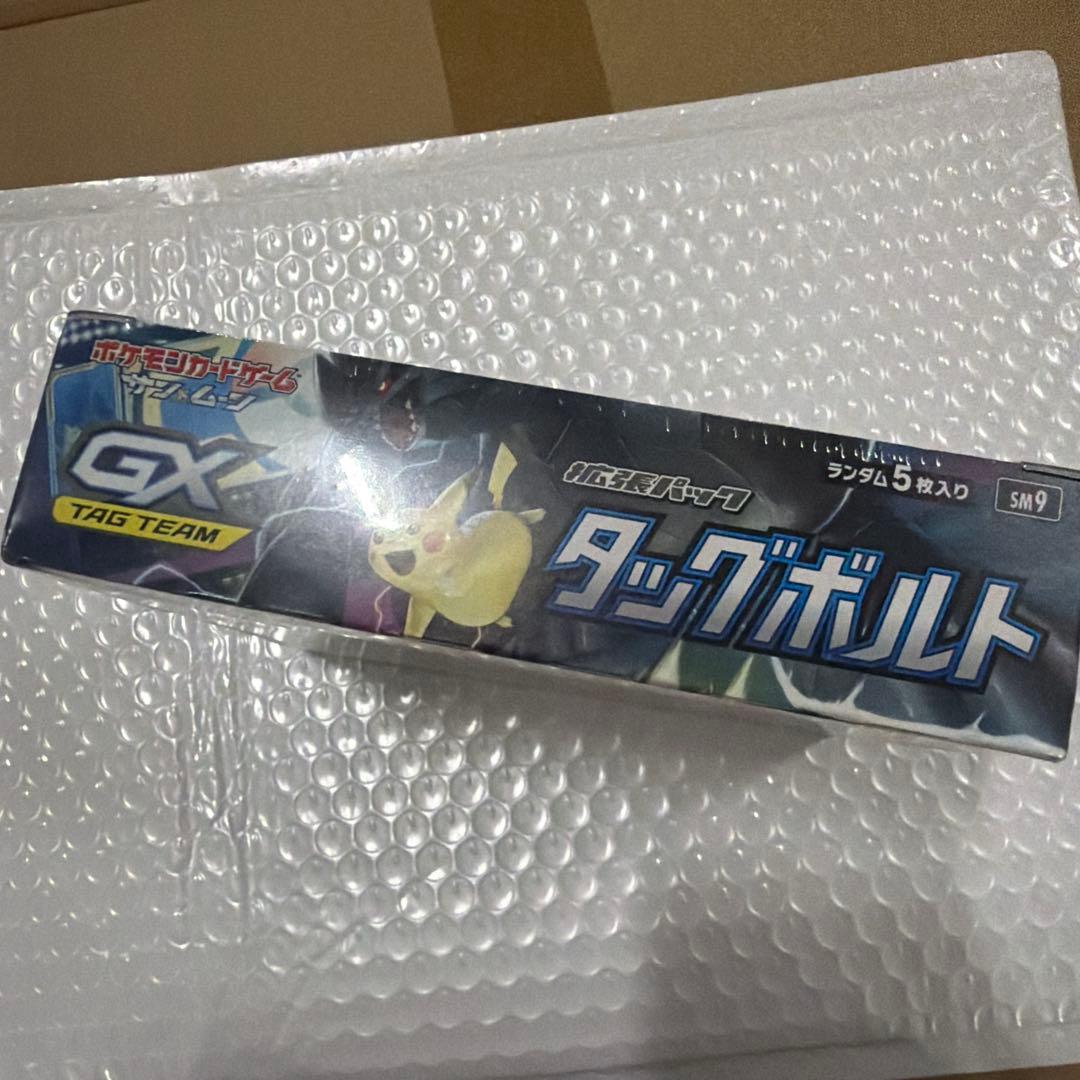 ポケモンカードゲーム
サン&ムーン
GX
TAG TEAM
拡張パック
タッグボルト
ランダム5枚入り
SM9